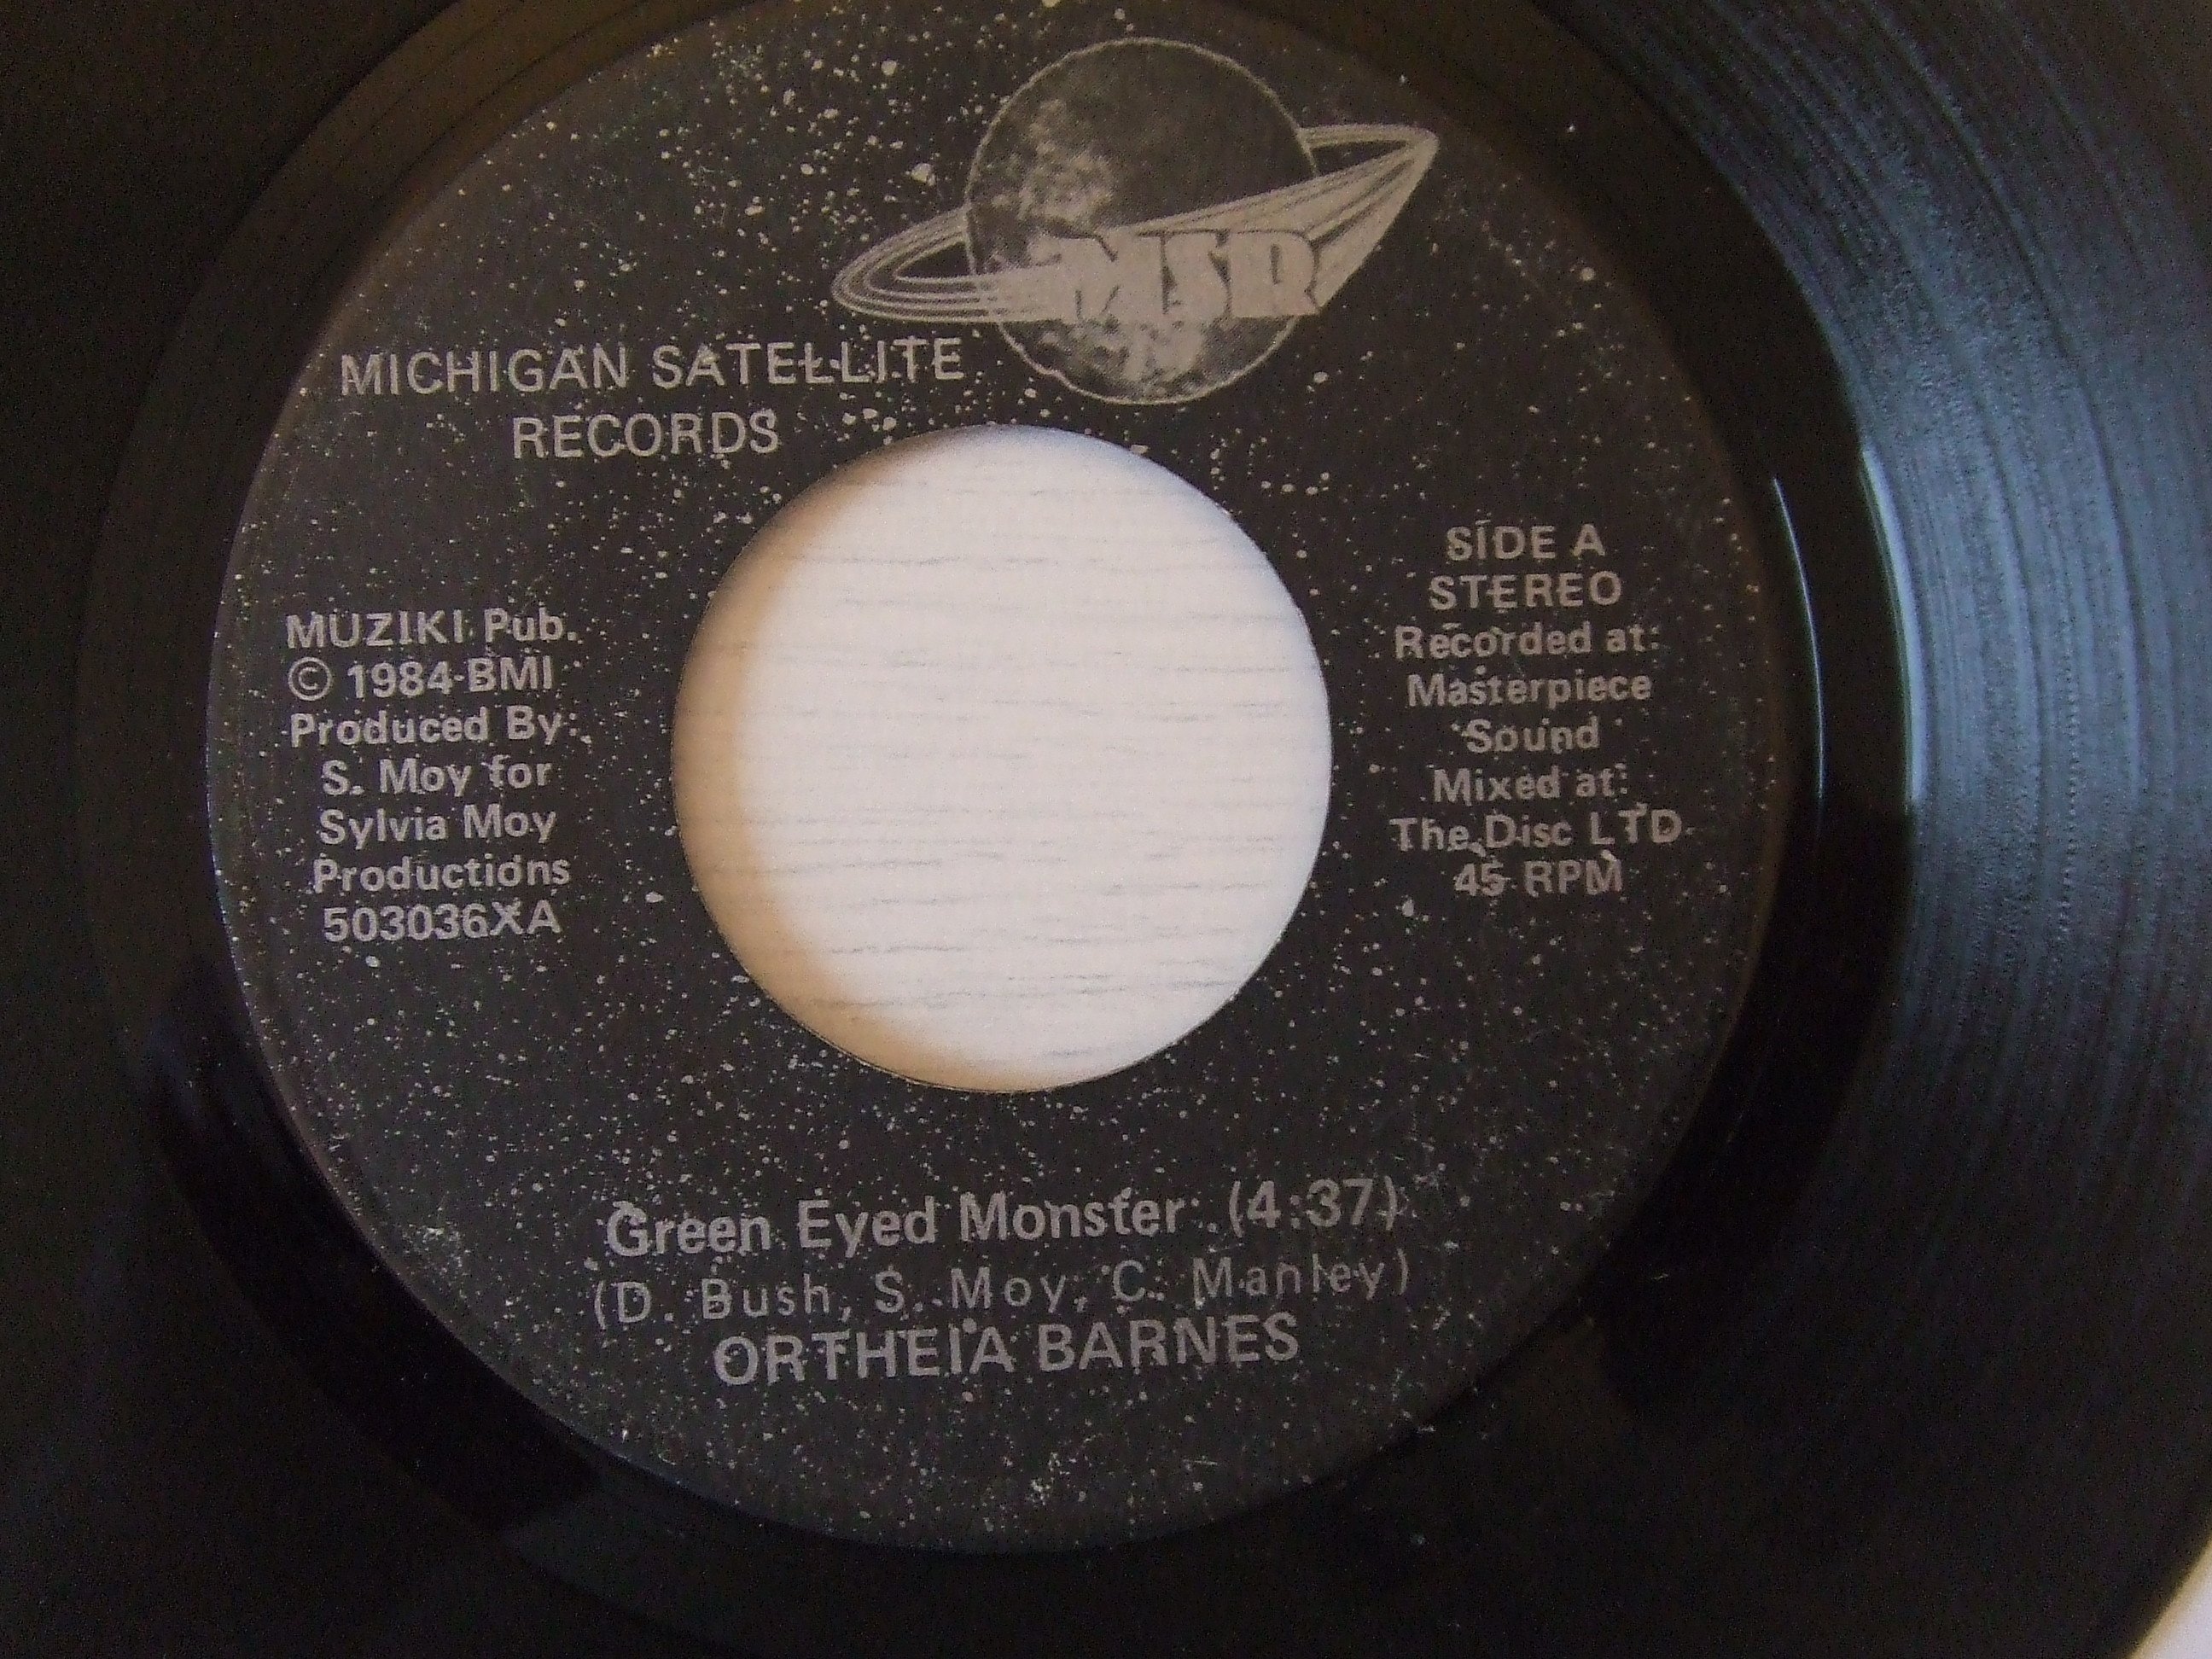 MSR
MICHIGAN SATELLITE
RECORDS
MUZIKI Pub.
© 1984 BMI
Produced By:
S. Moy for
Sylvia Moy
Productions
503036XA
SIDE A
STEREO
Recorded at:
Masterpiece
Sound
Mixed at:
The Disc LTD
45 RPM
Green Eyed Monster (4:37)
(D. Bush, S. Moy, C. Manley)
ORTHEIA BARNES